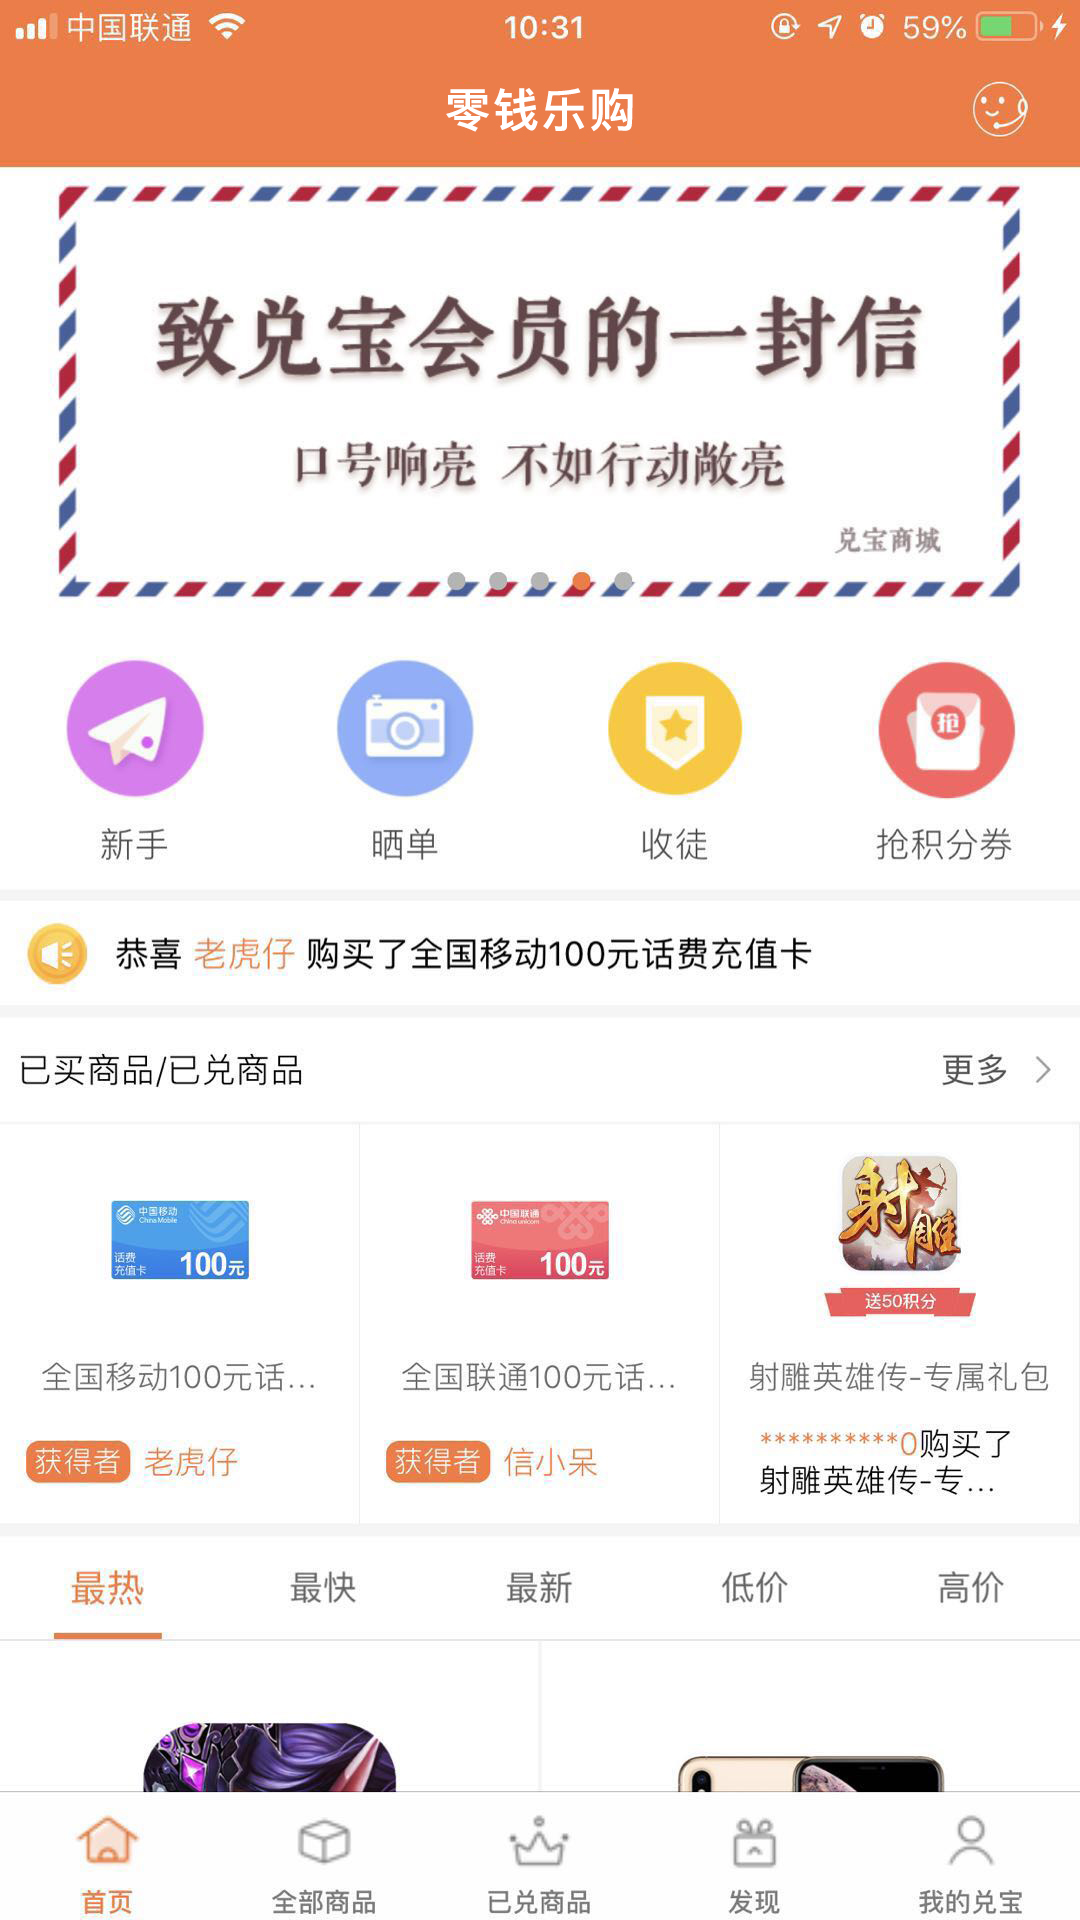 中国联通
10:31
59%
零钱乐购
致兑宝会员的一封信
口号响亮 不如行动敞亮
兑宝商城
抢
新手
晒单
收徒
抢积分券
恭喜 老虎仔 购买了全国移动100元话费充值卡
已买商品/已兑商品
更多
中国移动
China Mobile
话费
充值卡
100元
中国联通
China unicom
话费
充值卡
100元
射雕
送50积分
全国移动100元话...
全国联通100元话...
射雕英雄传-专属礼包
获得者 老虎仔
获得者 信小呆
**********0购买了
射雕英雄传-专...
最热
最快
最新
低价
高价
首页
全部商品
已兑商品
发现
我的兑宝